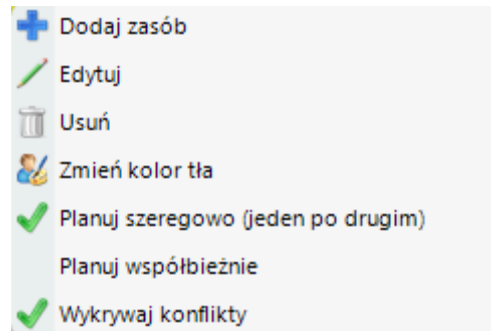 Dodaj zasób
Edytuj
Usuń
Zmień kolor tła
Planuj szeregowo (jeden po drugim)
Planuj współbieżnie
Wykrywaj konflikty